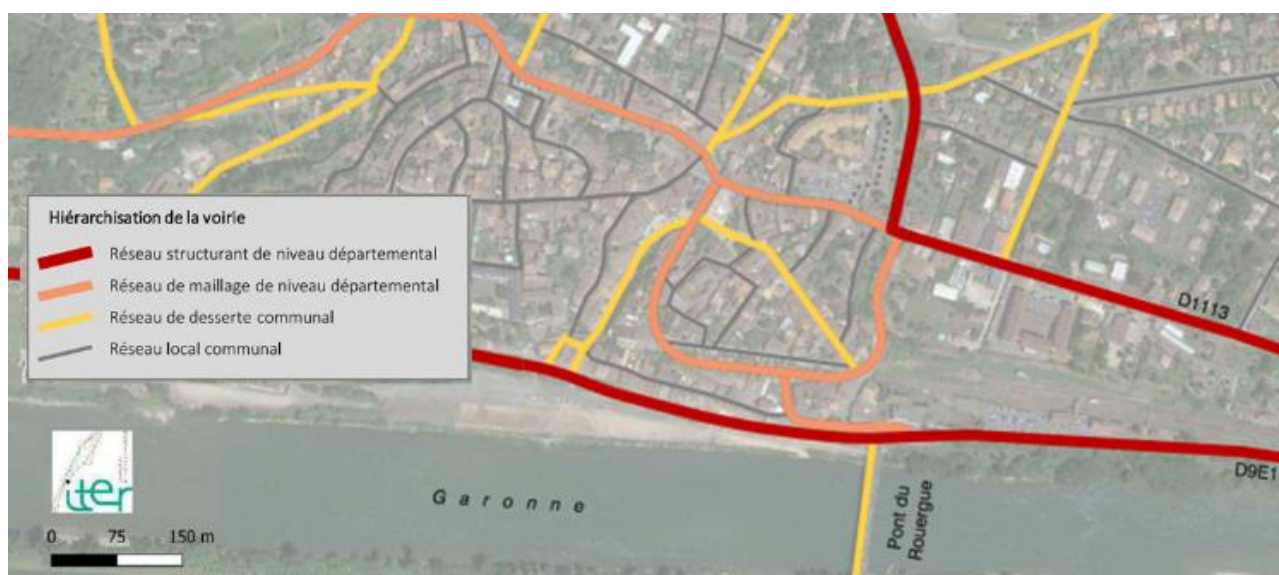 Hiérarchisation de la voirie
Réseau structurant de niveau départemental
Réseau de maillage de niveau départemental
Réseau de desserte communal
Réseau local communal
D1113
D9E1
Garonne
Pont du
Rouergue
iter
0 75 150 m